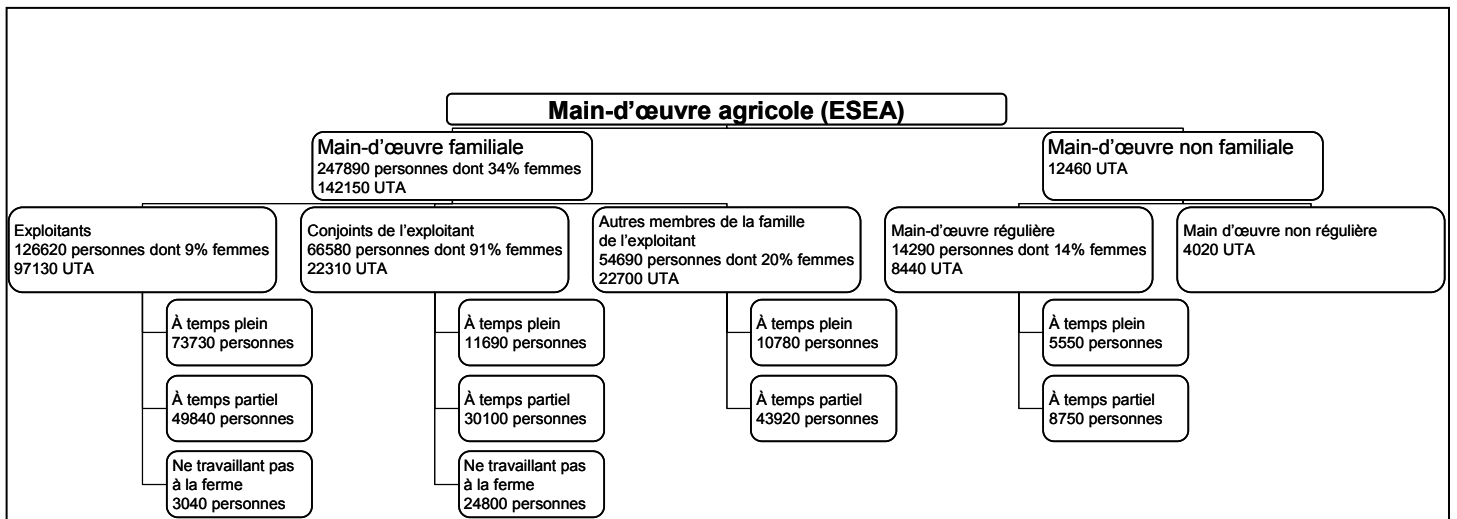 Main-d'œuvre agricole (ESEA)
Main-d'œuvre familiale
247890 personnes dont 34% femmes
142150 UTA
Main-d'œuvre non familiale
12460 UTA
Exploitants
126620 personnes dont 9% femmes
97130 UTA
Conjoints de l'exploitant
66580 personnes dont 91% femmes
22310 UTA
Autres membres de la famille
de l'exploitant
54690 personnes dont 20% femmes
22700 UTA
Main-d'œuvre régulière
14290 personnes dont 14% femmes
8440 UTA
Main d'œuvre non régulière
4020 UTA
À temps plein
73730 personnes
À temps partiel
49840 personnes
Ne travaillant pas
à la ferme
3040 personnes
À temps plein
11690 personnes
À temps partiel
30100 personnes
Ne travaillant pas
à la ferme
24800 personnes
À temps plein
10780 personnes
À temps partiel
43920 personnes
À temps plein
5550 personnes
À temps partiel
8750 personnes